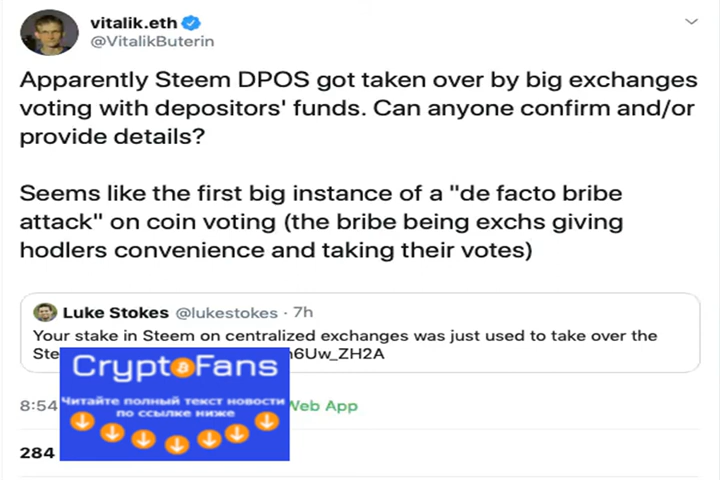 vitalik.eth
@VitalikButerin
Apparently Steem DPOS got taken over by big exchanges
voting with depositors' funds. Can anyone confirm and/or
provide details?
Seems like the first big instance of a "de facto bribe
attack" on coin voting (the bribe being exchs giving
hodlers convenience and taking their votes)
Luke Stokes @lukestokes · 7h
Your stake in Steem on centralized exchanges was just used to take over the
6Uw_ZH2A
CryptoFans
Читайте полный текст новости
по ссылке ниже
8:54
Web App
284